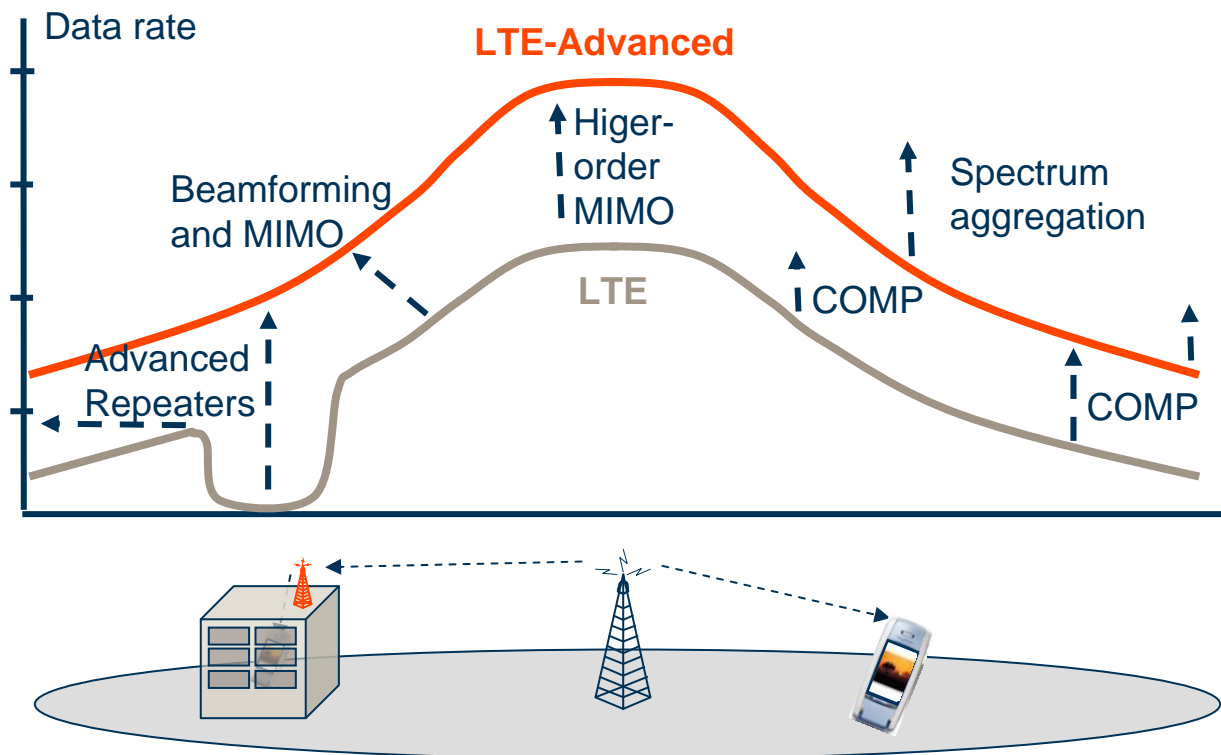 Data rate
LTE-Advanced
Higer-
order
MIMO
Beamforming
and MIMO
Spectrum
aggregation
LTE
COMP
Advanced
Repeaters
COMP